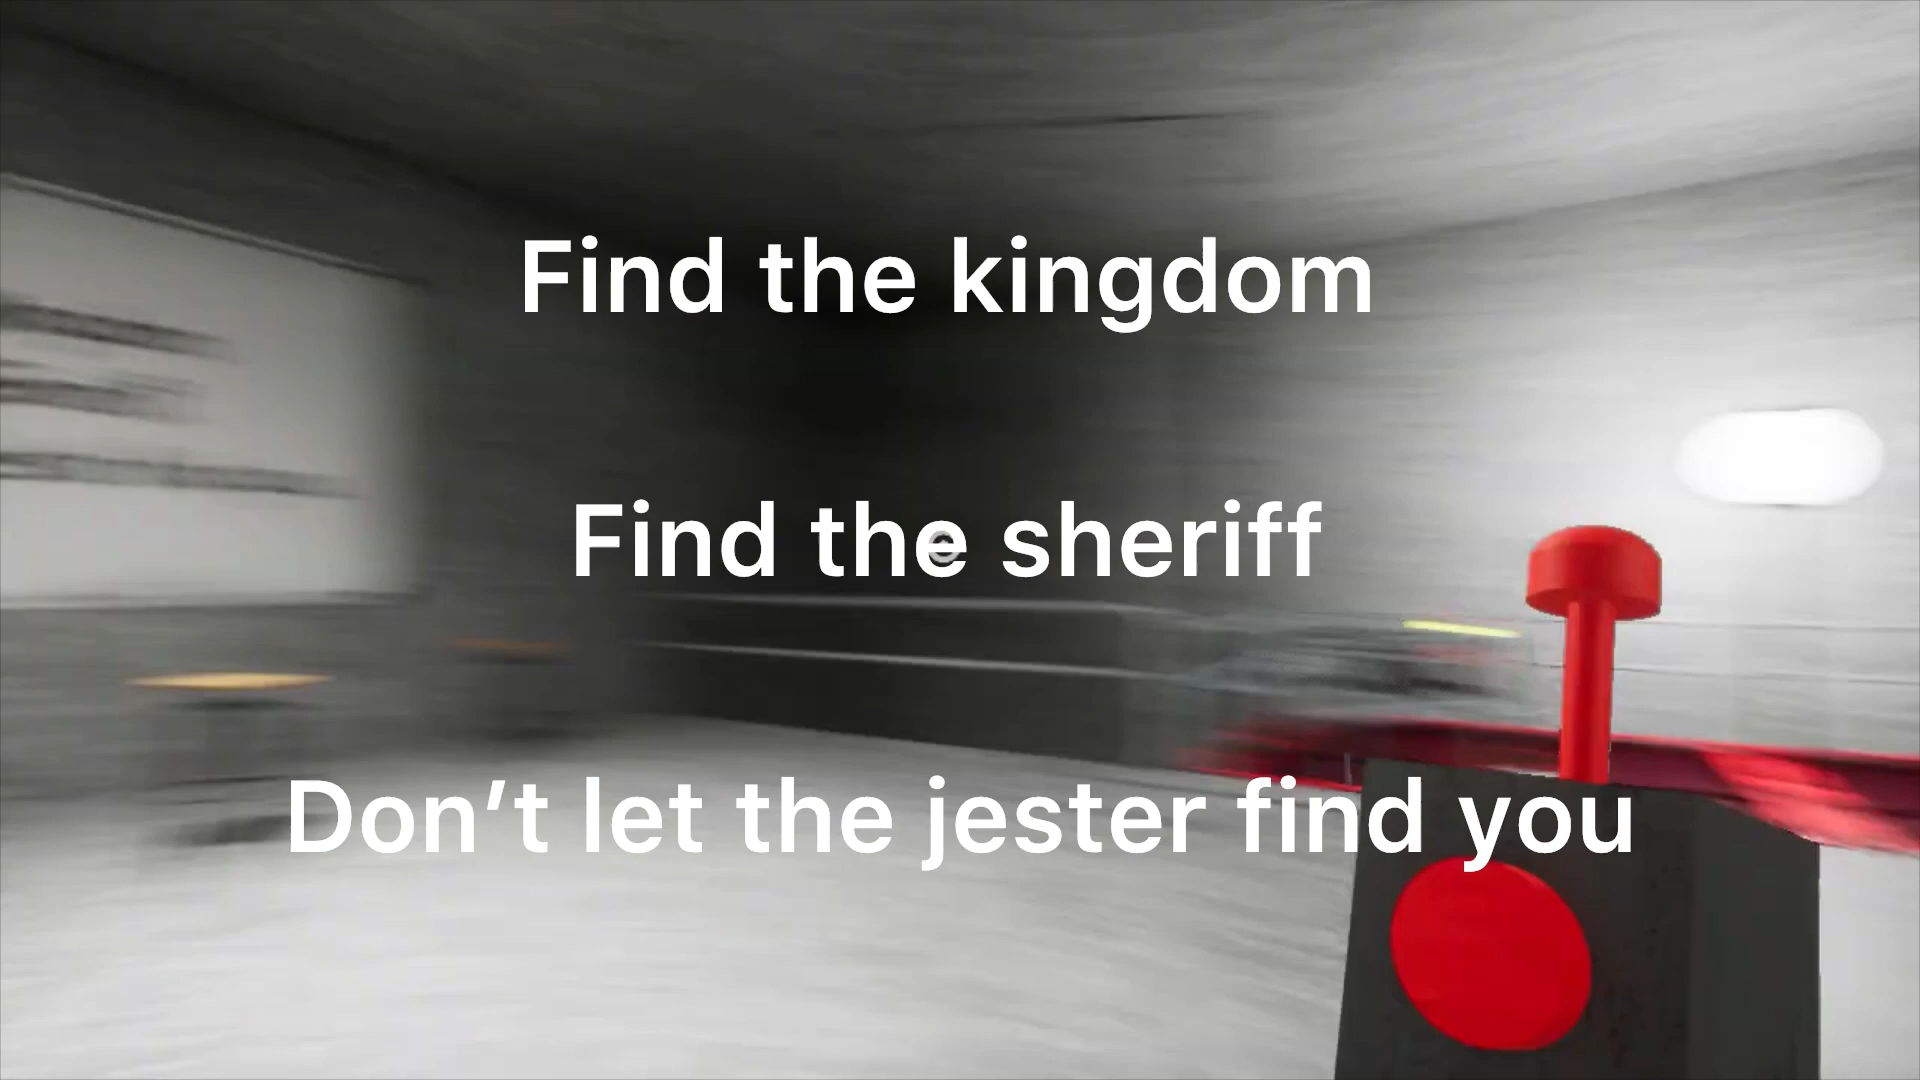 Find the kingdom
Find the sheriff
Don’t let the jester find you